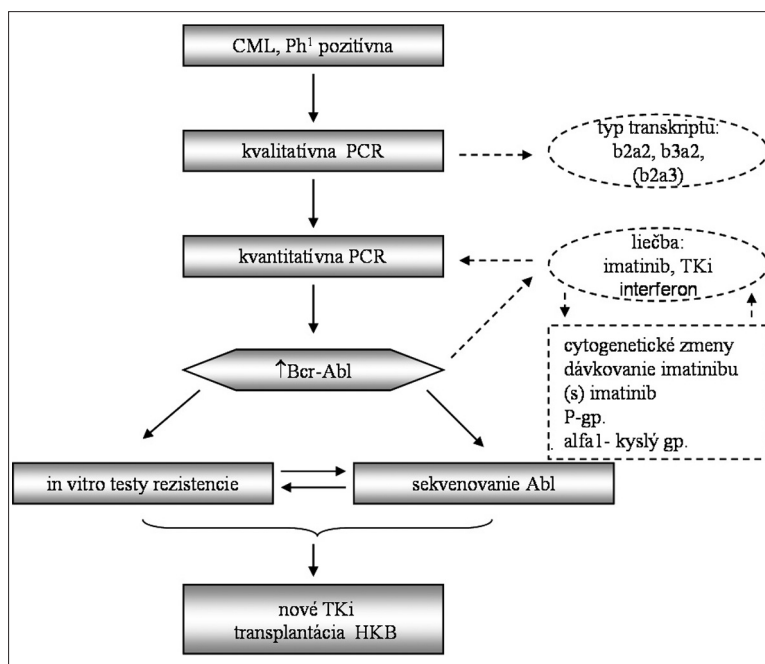 CML, Ph¹ pozitívna
kvalitatívna PCR
typ transkriptu:
b2a2, b3a2,
(b2a3)
kvantitatívna PCR
liečba:
imatinib, TKi
interferon
↑Bcr-Abl
cytogenetické zmeny
dávkovanie imatinibu
(s) imatinib
P-gp.
alfa1- kyslý gp.
in vitro testy rezistencie
sekvenovanie Abl
nové TKi
transplantácia HKB